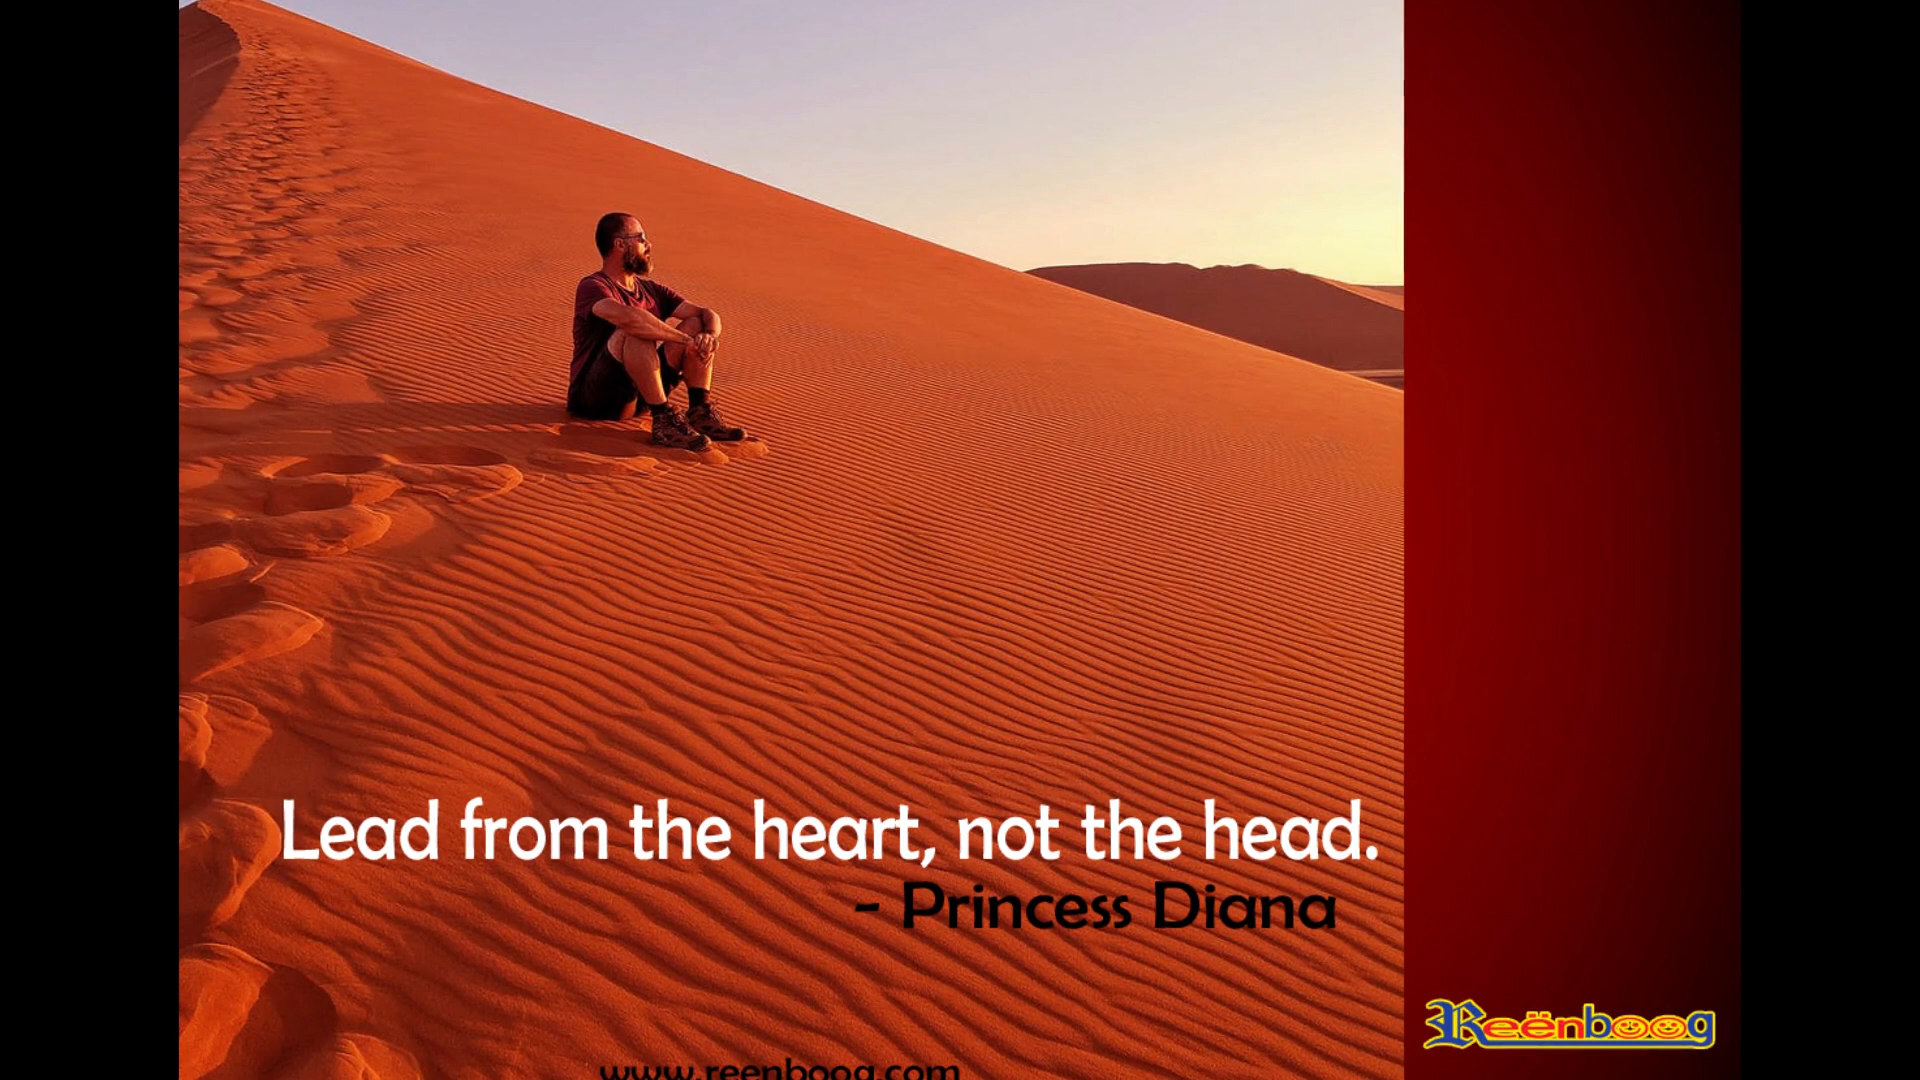 Lead from the heart, not the head.
- Princess Diana
Reënboog
www.reenboog.com